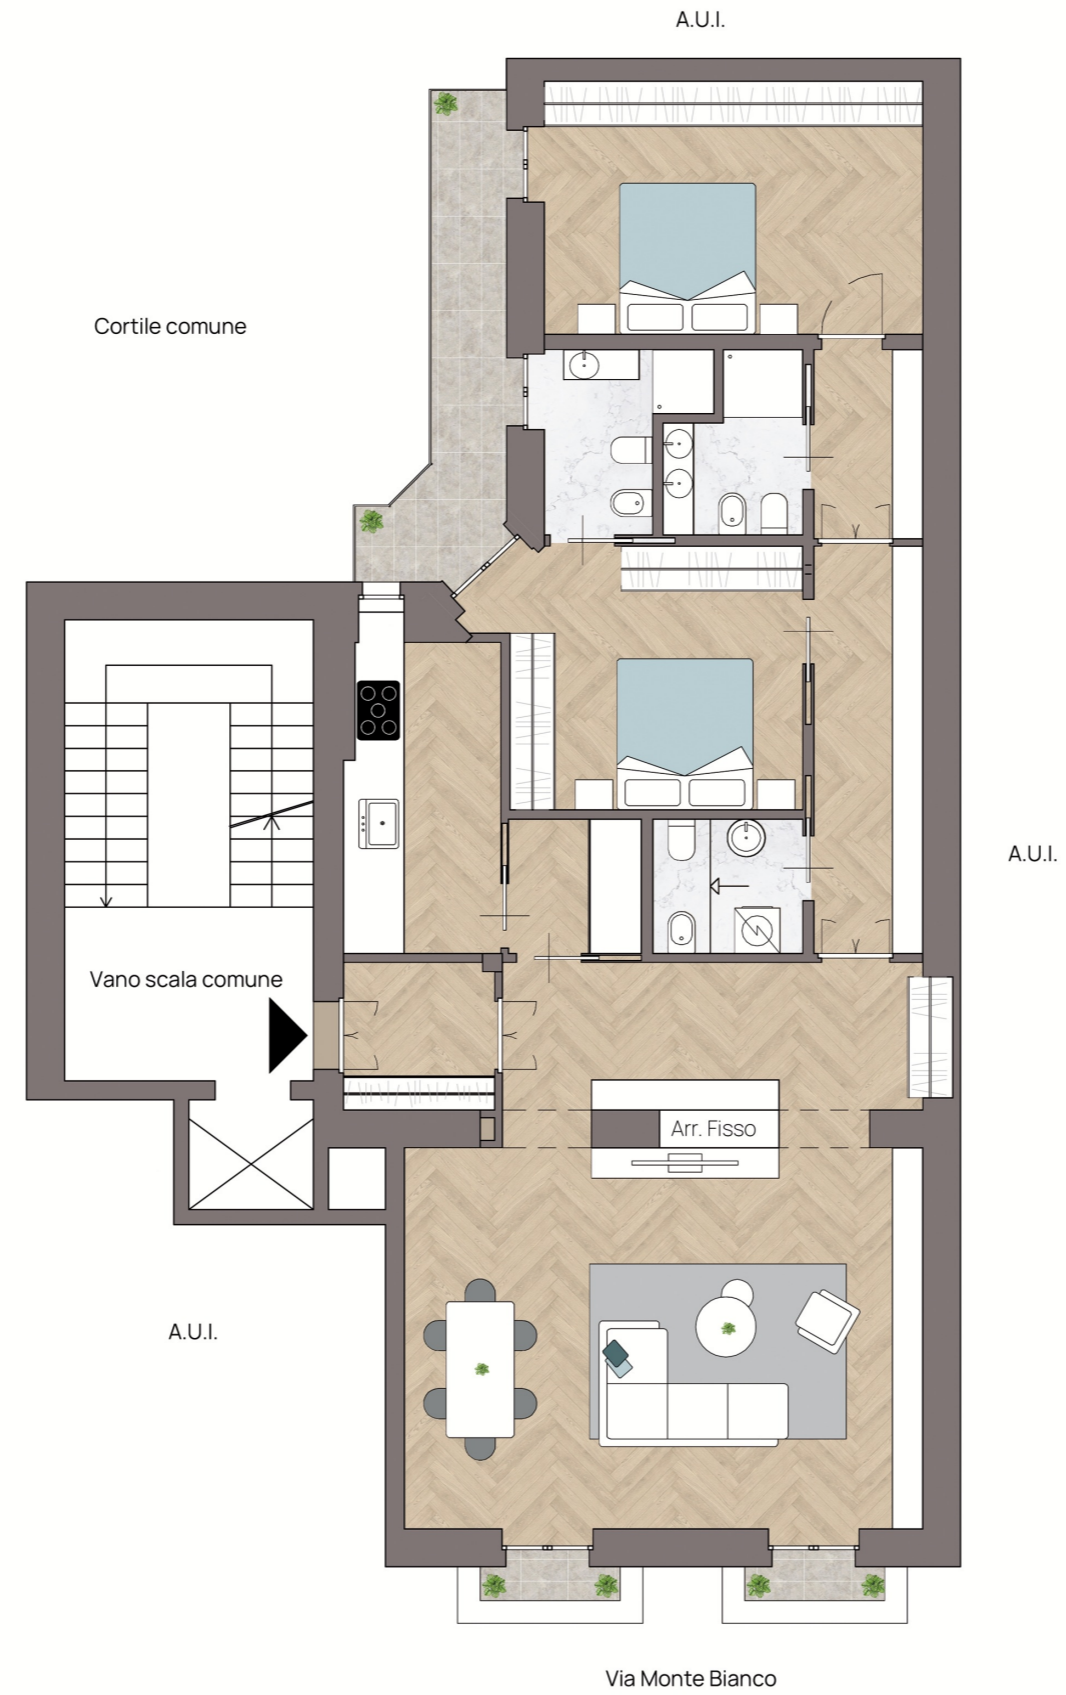 A.U.I.
Cortile comune
A.U.I.
Vano scala comune
Arr. Fisso
A.U.I.
Via Monte Bianco